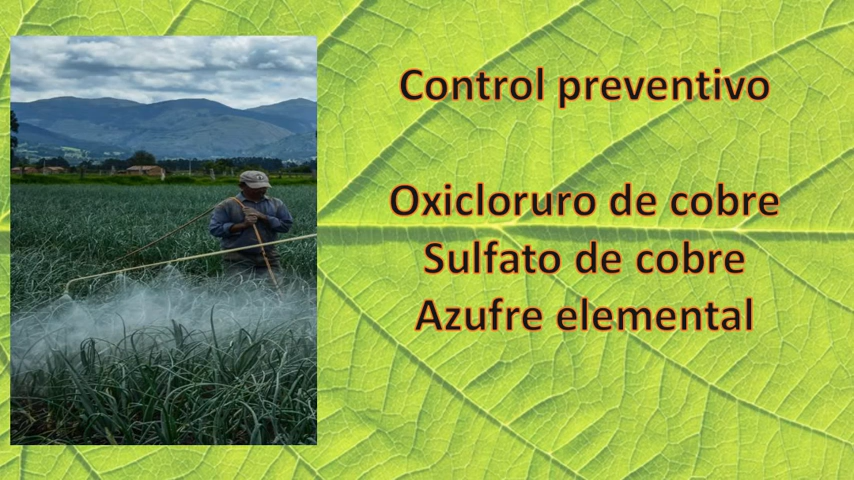 Control preventivo
Oxicloruro de cobre
Sulfato de cobre
Azufre elemental